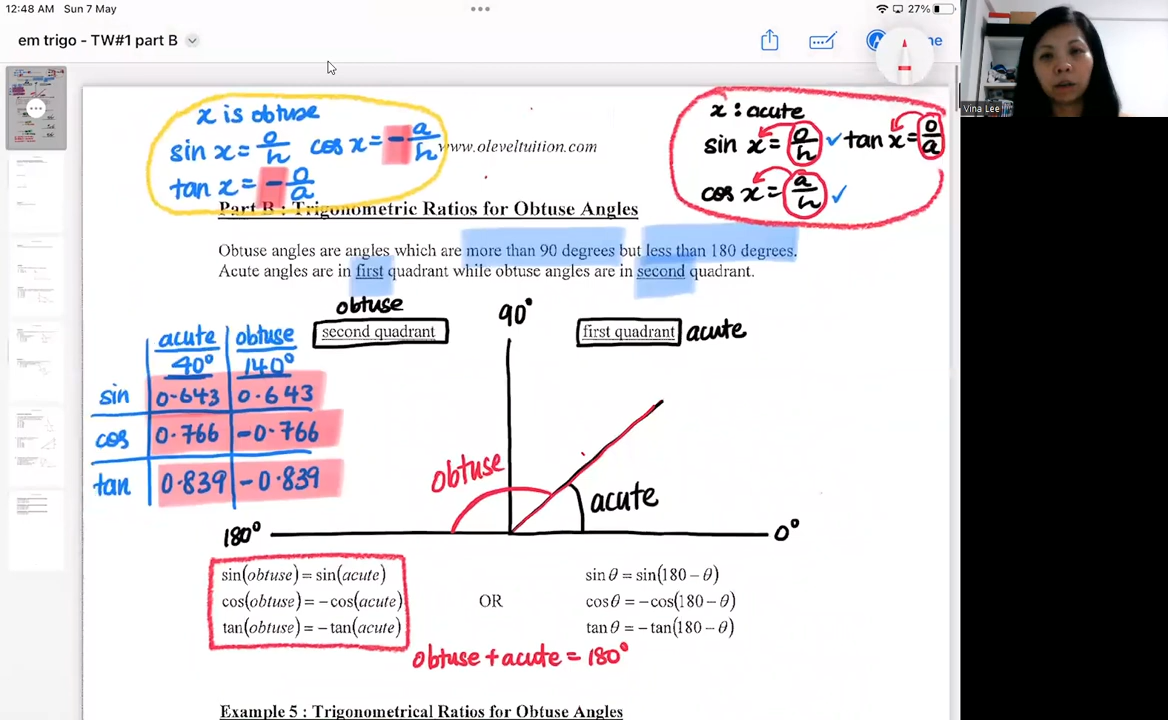 12:48 AM Sun 7 May
27%
em trigo - TW#1 part B
Vina Lee
x is obtuse
sin x = o/h cos x = - a/h
tan x = - o/a
www.oleveltuition.com
x : acute
sin x = o/h ✓ tan x = o/a
cos x = a/h ✓
Part B : Trigonometric Ratios for Obtuse Angles
Obtuse angles are angles which are more than 90 degrees but less than 180 degrees.
Acute angles are in first quadrant while obtuse angles are in second quadrant.
obtuse
second quadrant
90°
first quadrant acute
acute obtuse
40° 140°
sin 0.643 0.643
cos 0.766 -0.766
tan 0.839 -0.839
obtuse
acute
180°
0°
sin(obtuse) = sin(acute)
cos(obtuse) = -cos(acute)
tan(obtuse) = -tan(acute)
OR
sin θ = sin(180 - θ)
cos θ = -cos(180 - θ)
tan θ = -tan(180 - θ)
obtuse + acute = 180°
Example 5 : Trigonometrical Ratios for Obtuse Angles